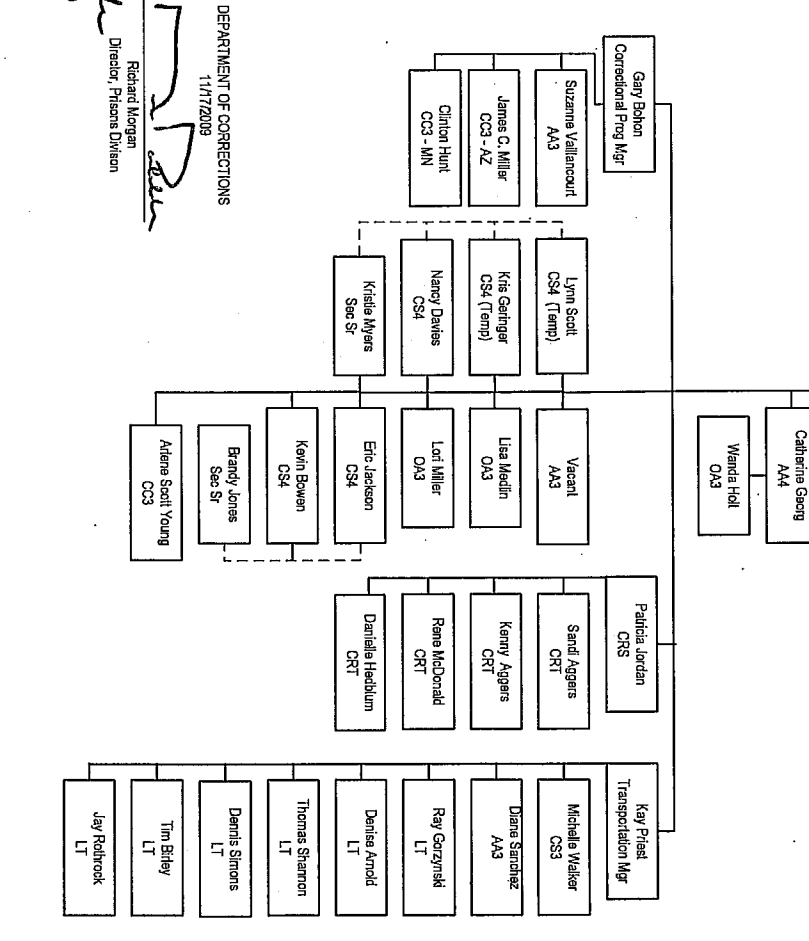 Catherine Georg
AA4
Wanda Holt
OA3
Gary Bohon
Correctional Prog Mgr
Suzanne Vaillancourt
AA3
James C. Miller
CC3 - AZ
Clinton Hunt
CC3 - MN
Lynn Scott
CS4 (Temp)
Kris Geringer
CS4 (Temp)
Nancy Davies
CS4
Kristie Myers
Sec Sr
Vacant
AA3
Lisa Medlin
OA3
Lori Miller
OA3
Eric Jackson
CS4
Kevin Bowen
CS4
Brandy Jones
Sec Sr
Arlene Scott Young
CC3
Patricia Jordan
CRS
Sandi Aggers
CRT
Kenny Aggers
CRT
Rene McDonald
CRT
Danielle Hedblum
CRT
Kay Priest
Transportation Mgr
Michelle Walker
CS3
Diane Sanchez
AA3
Ray Gorzynski
LT
Denise Arnold
LT
Thomas Shannon
LT
Dennis Simons
LT
Tim Birley
LT
Jay Rothrock
LT
DEPARTMENT OF CORRECTIONS
11/17/2009
Richard Morgan
Director, Prisons Divison